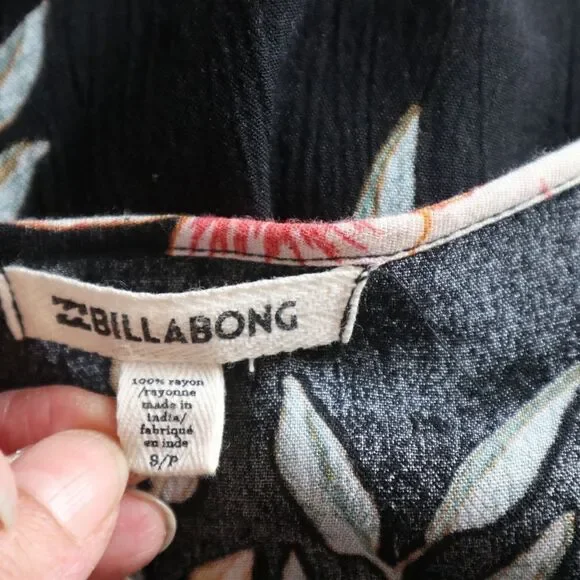 BILLABONG
100% rayon
/rayonne
made in
india/
fabriqué
en inde
S/P